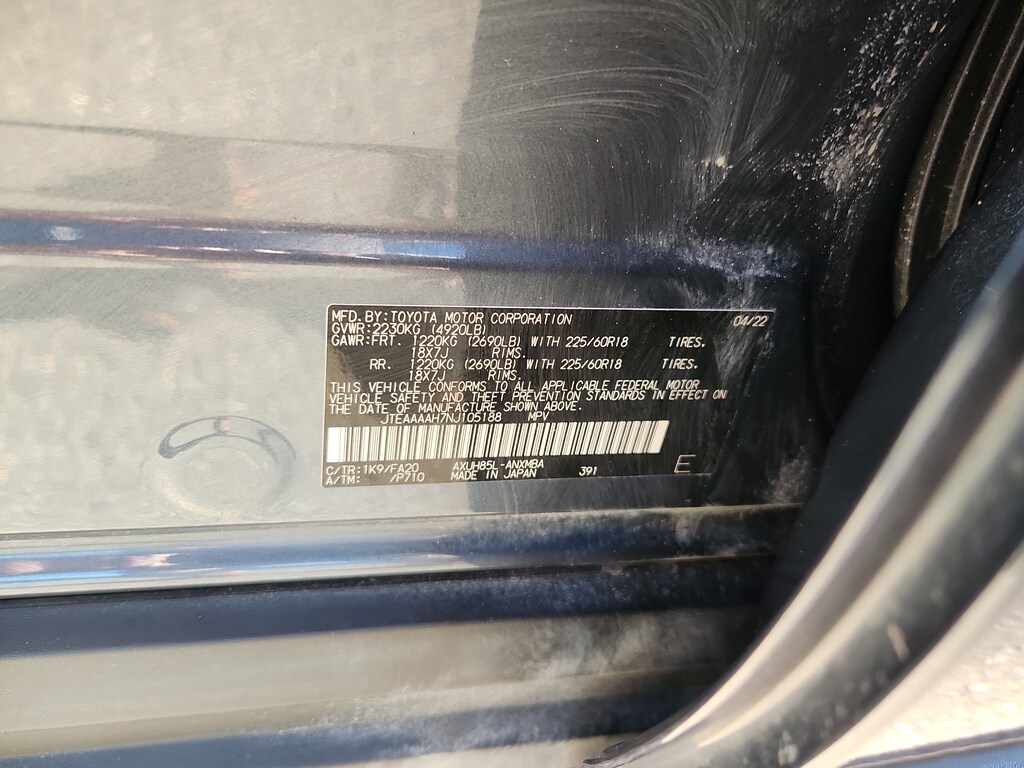 MFD. BY:TOYOTA MOTOR CORPORATION 04/22
GVWR:2230KG (4920LB)
GAWR:FRT. 1220KG (2690LB) WITH 225/60R18 TIRES.
18X7J RIMS.
RR. 1220KG (2690LB) WITH 225/60R18 TIRES.
18X7J RIMS.
THIS VEHICLE CONFORMS TO ALL APPLICABLE FEDERAL MOTOR
VEHICLE SAFETY AND THEFT PREVENTION STANDARDS IN EFFECT ON
THE DATE OF MANUFACTURE SHOWN ABOVE.
JTEAAAAH7NJ105188 MPV
C/TR:1K9/FA20 AXUH85L-ANXMBA 391 E
A/TM: /P710 MADE IN JAPAN